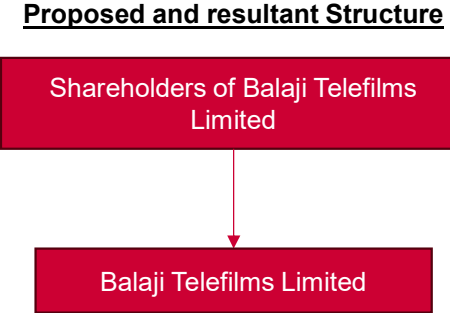 Proposed and resultant Structure
Shareholders of Balaji Telefilms
Limited
Balaji Telefilms Limited